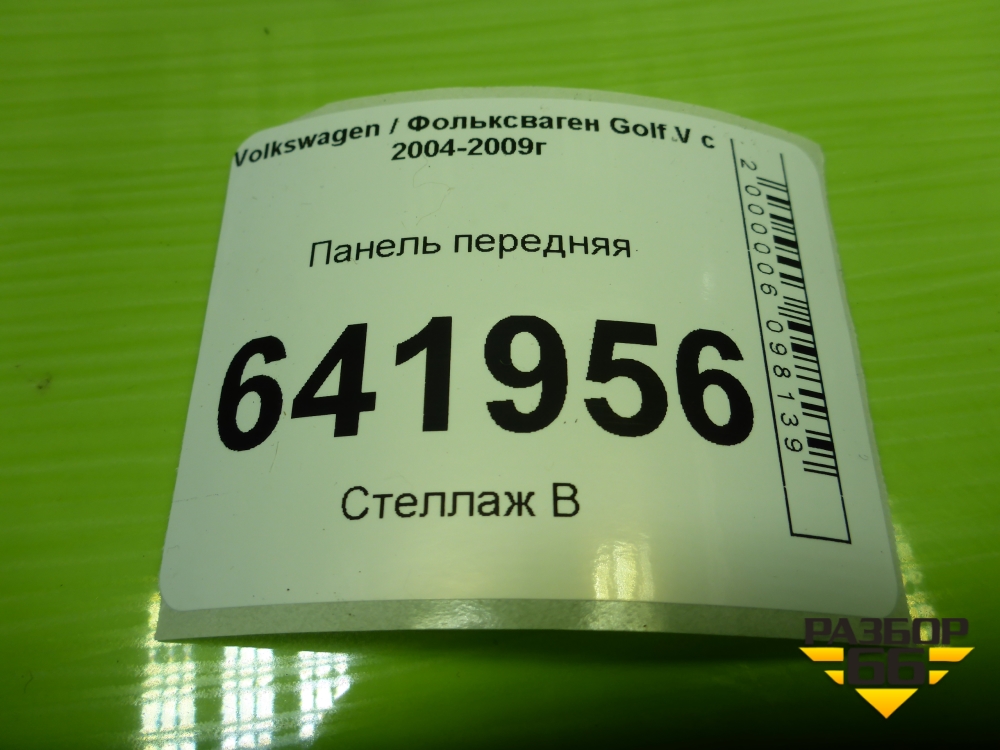 Volkswagen / Фольксваген Golf V с
2004-2009г
Панель передняя
641956
Стеллаж В
2000006098139
РАЗБОР
66